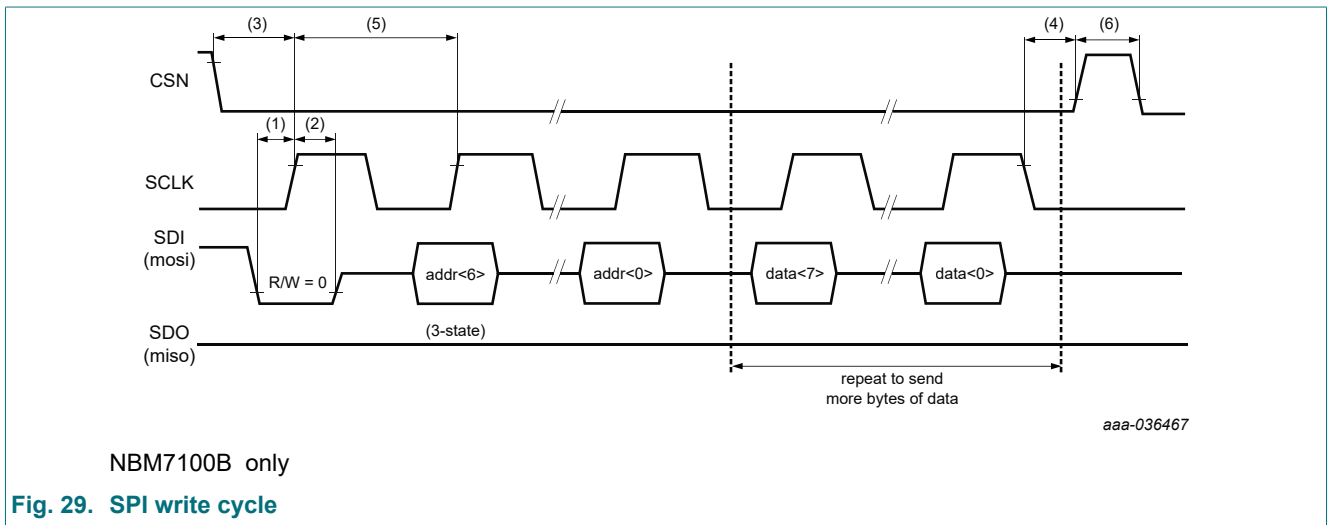 (3) (5) (4) (6)
CSN
(1) (2)
SCLK
SDI
(mosi)
R/W = 0 addr<6> addr<0> data<7> data<0>
SDO
(miso)
(3-state)
repeat to send
more bytes of data
aaa-036467
NBM7100B only
Fig. 29. SPI write cycle